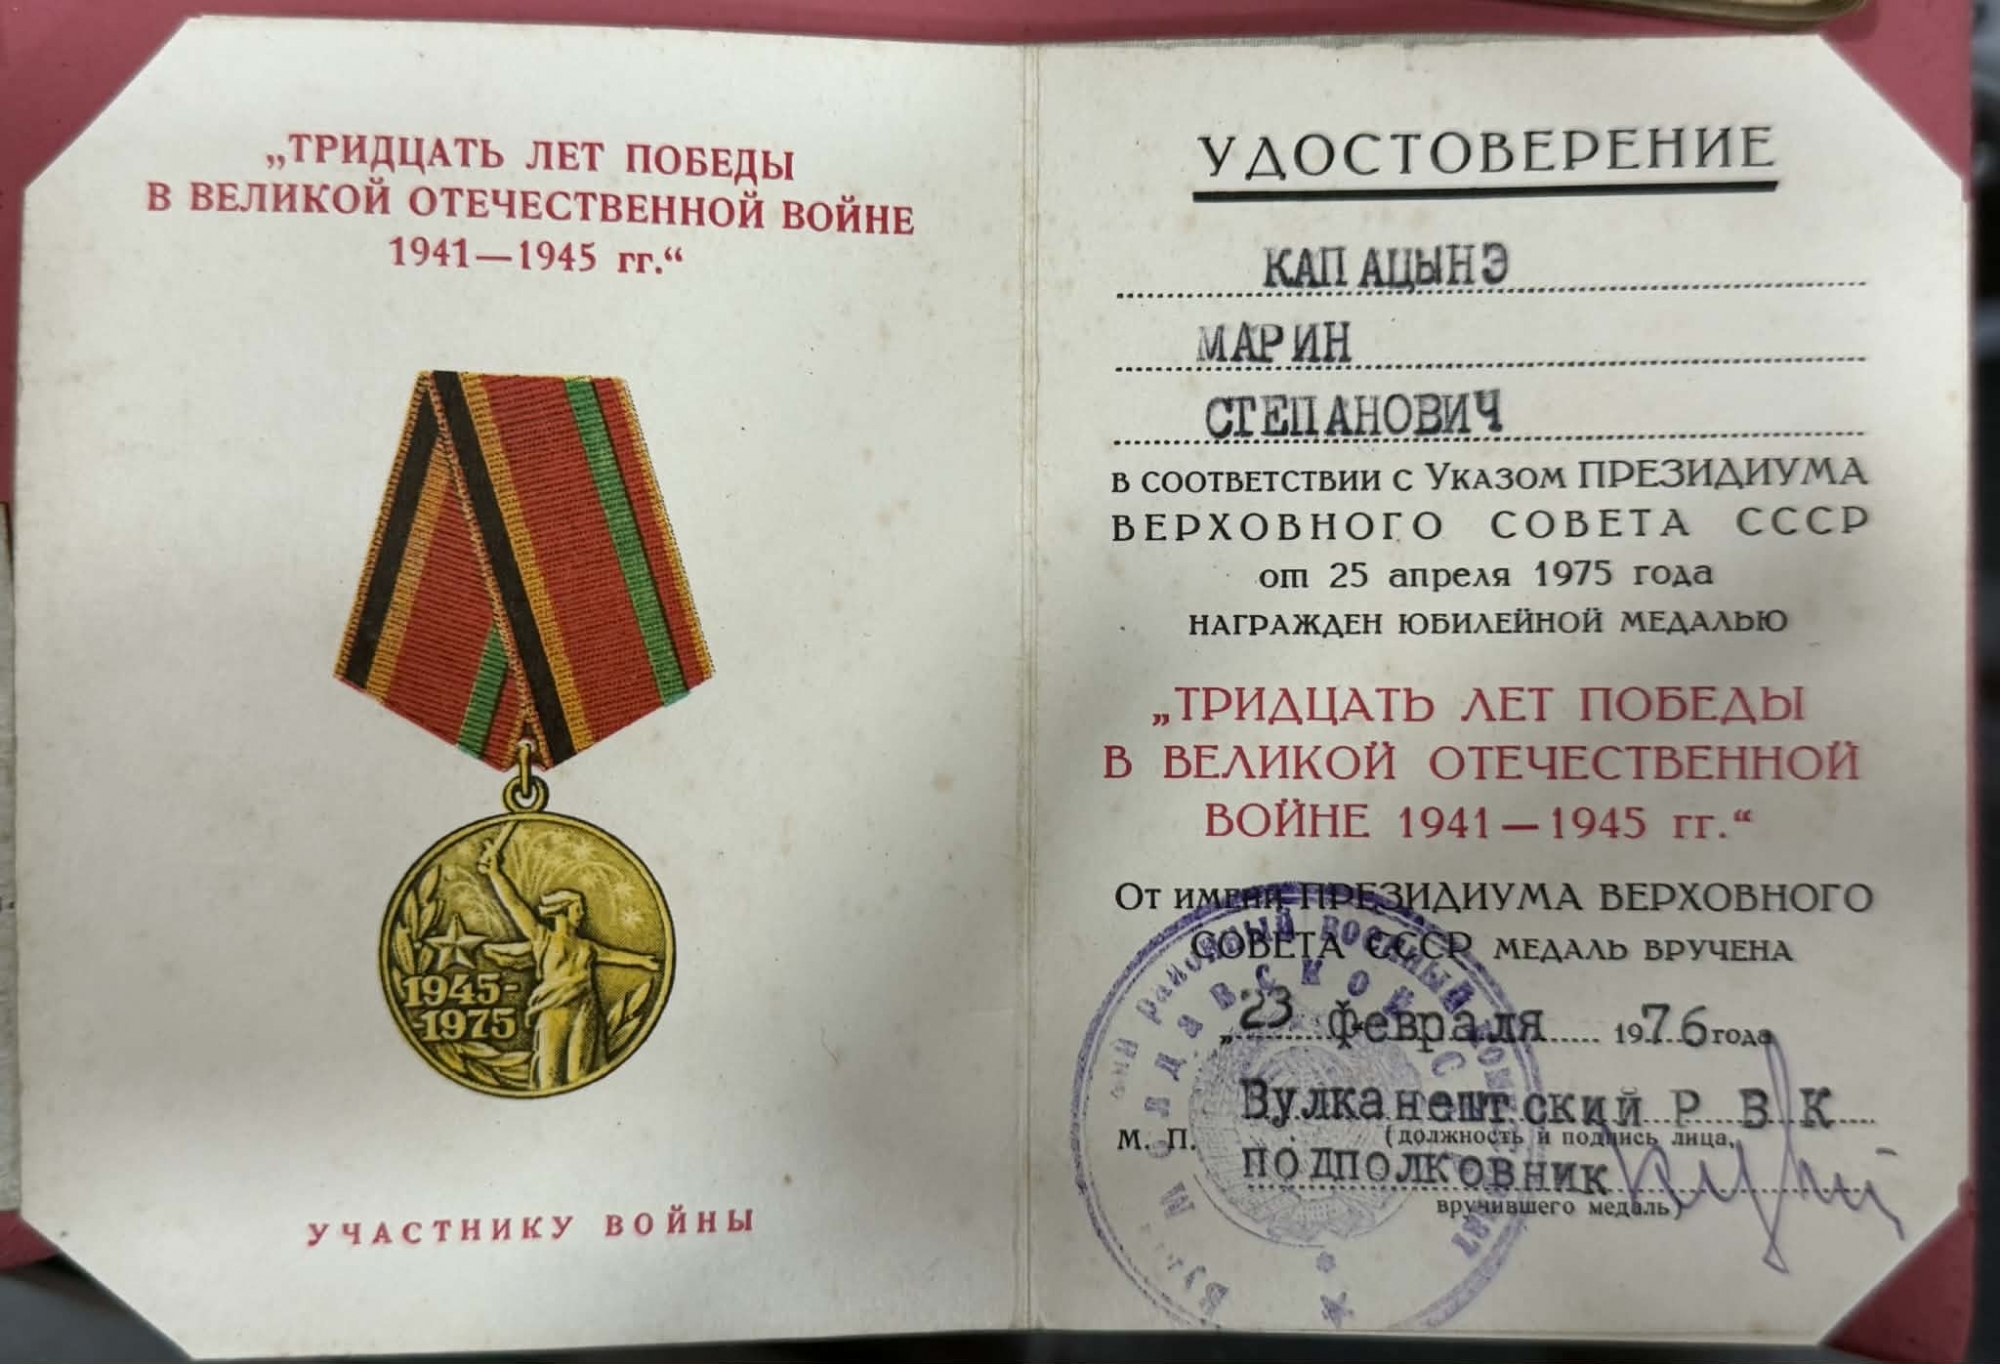 „ТРИДЦАТЬ ЛЕТ ПОБЕДЫ
В ВЕЛИКОЙ ОТЕЧЕСТВЕННОЙ ВОЙНЕ
1941—1945 гг.“
1945-
-1975
УЧАСТНИКУ ВОЙНЫ
УДОСТОВЕРЕНИЕ
КАПАЦЫНЭ
МАРИН
СТЕПАНОВИЧ
В СООТВЕТСТВИИ С УКАЗОМ ПРЕЗИДИУМА
ВЕРХОВНОГО СОВЕТА СССР
от 25 апреля 1975 года
НАГРАЖДЕН ЮБИЛЕЙНОЙ МЕДАЛЬЮ
„ТРИДЦАТЬ ЛЕТ ПОБЕДЫ
В ВЕЛИКОЙ ОТЕЧЕСТВЕННОЙ
ВОЙНЕ 1941—1945 гг.“
ОТ ИМЕНИ ПРЕЗИДИУМА ВЕРХОВНОГО
СОВЕТА СССР МЕДАЛЬ ВРУЧЕНА
„23 февраля 1976 года
Вулканештский Р В К
М. П. (должность и подпись лица,
подполковник
вручившего медаль)
районный военный